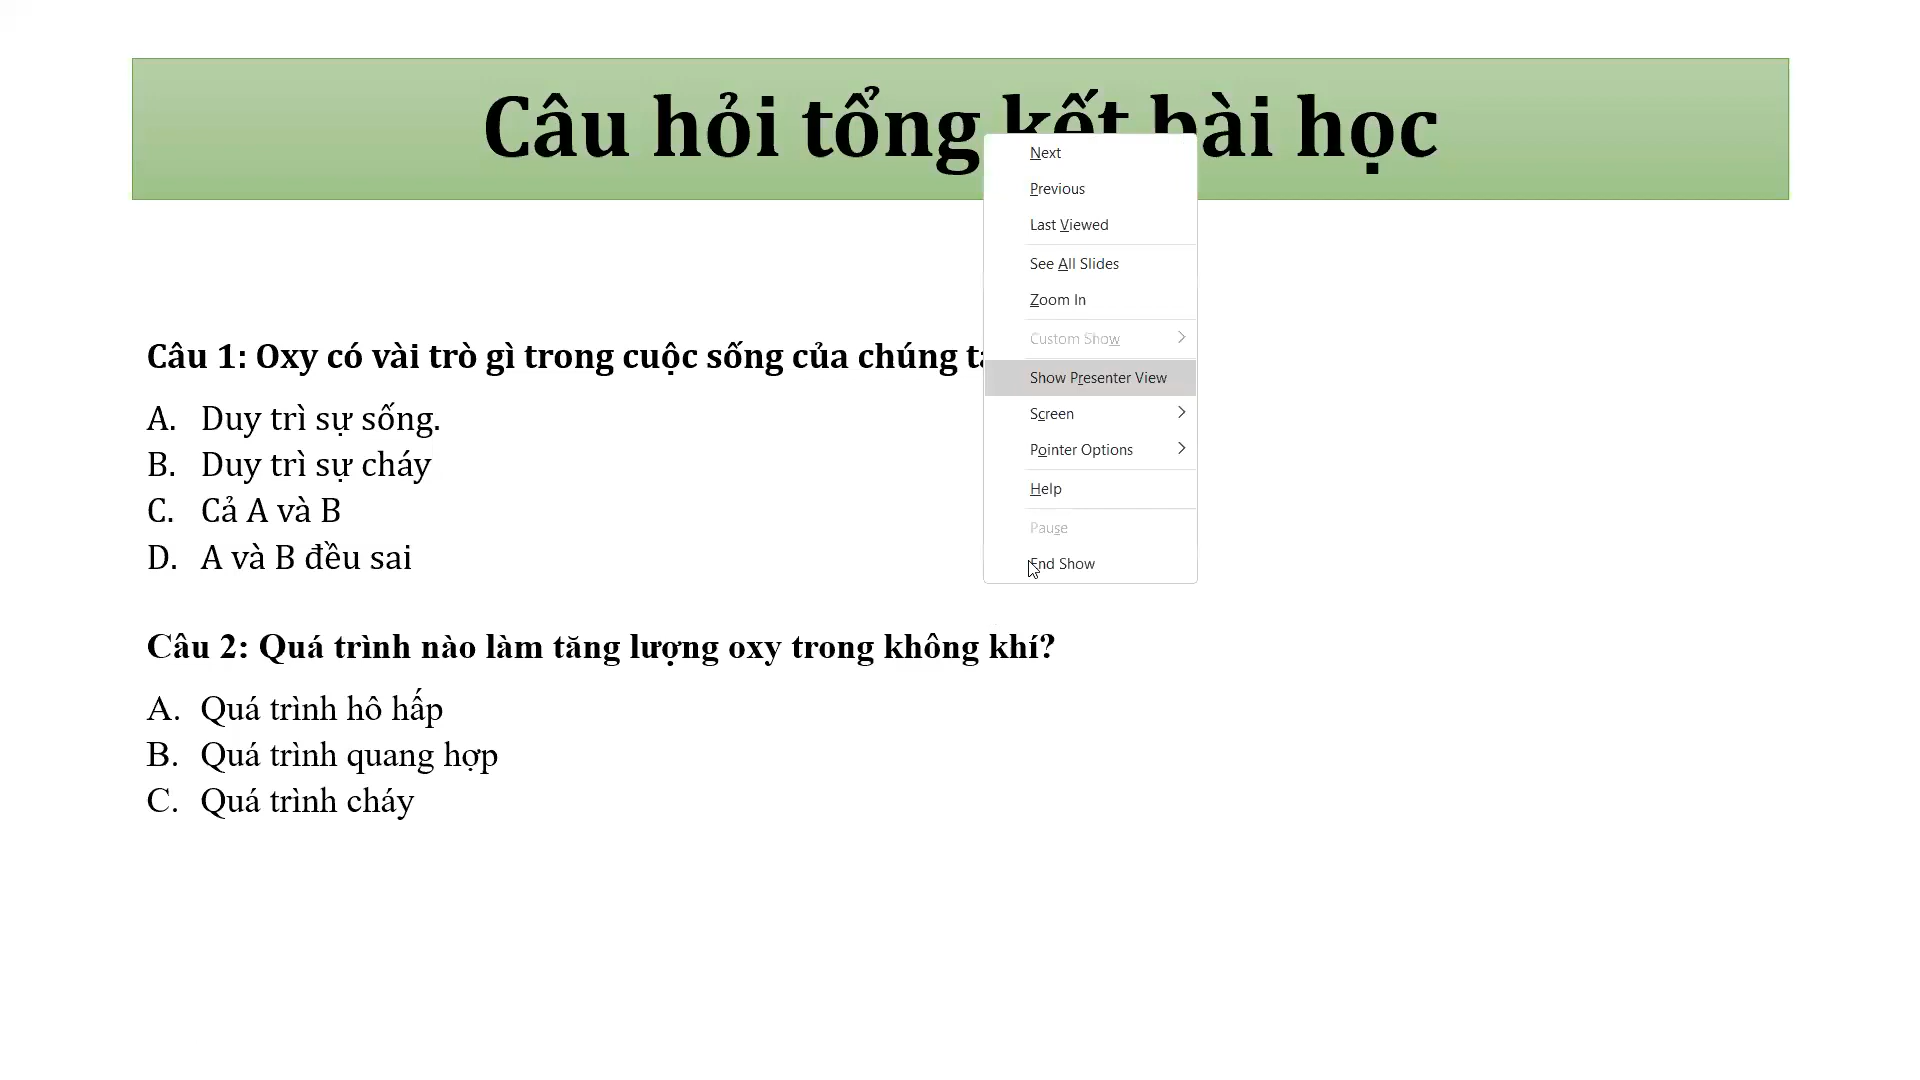 Câu hỏi tổng kết bài học
Câu 1: Oxy có vài trò gì trong cuộc sống của chúng
A. Duy trì sự sống.
B. Duy trì sự cháy
C. Cả A và B
D. A và B đều sai
Câu 2: Quá trình nào làm tăng lượng oxy trong không khí?
A. Quá trình hô hấp
B. Quá trình quang hợp
C. Quá trình cháy
Next
Previous
Last Viewed
See All Slides
Zoom In
Custom Show
Show Presenter View
Screen
Pointer Options
Help
Pause
End Show